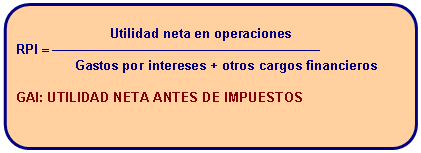 Utilidad neta en operaciones
RPI =
Gastos por intereses + otros cargos financieros
GAI: UTILIDAD NETA ANTES DE IMPUESTOS